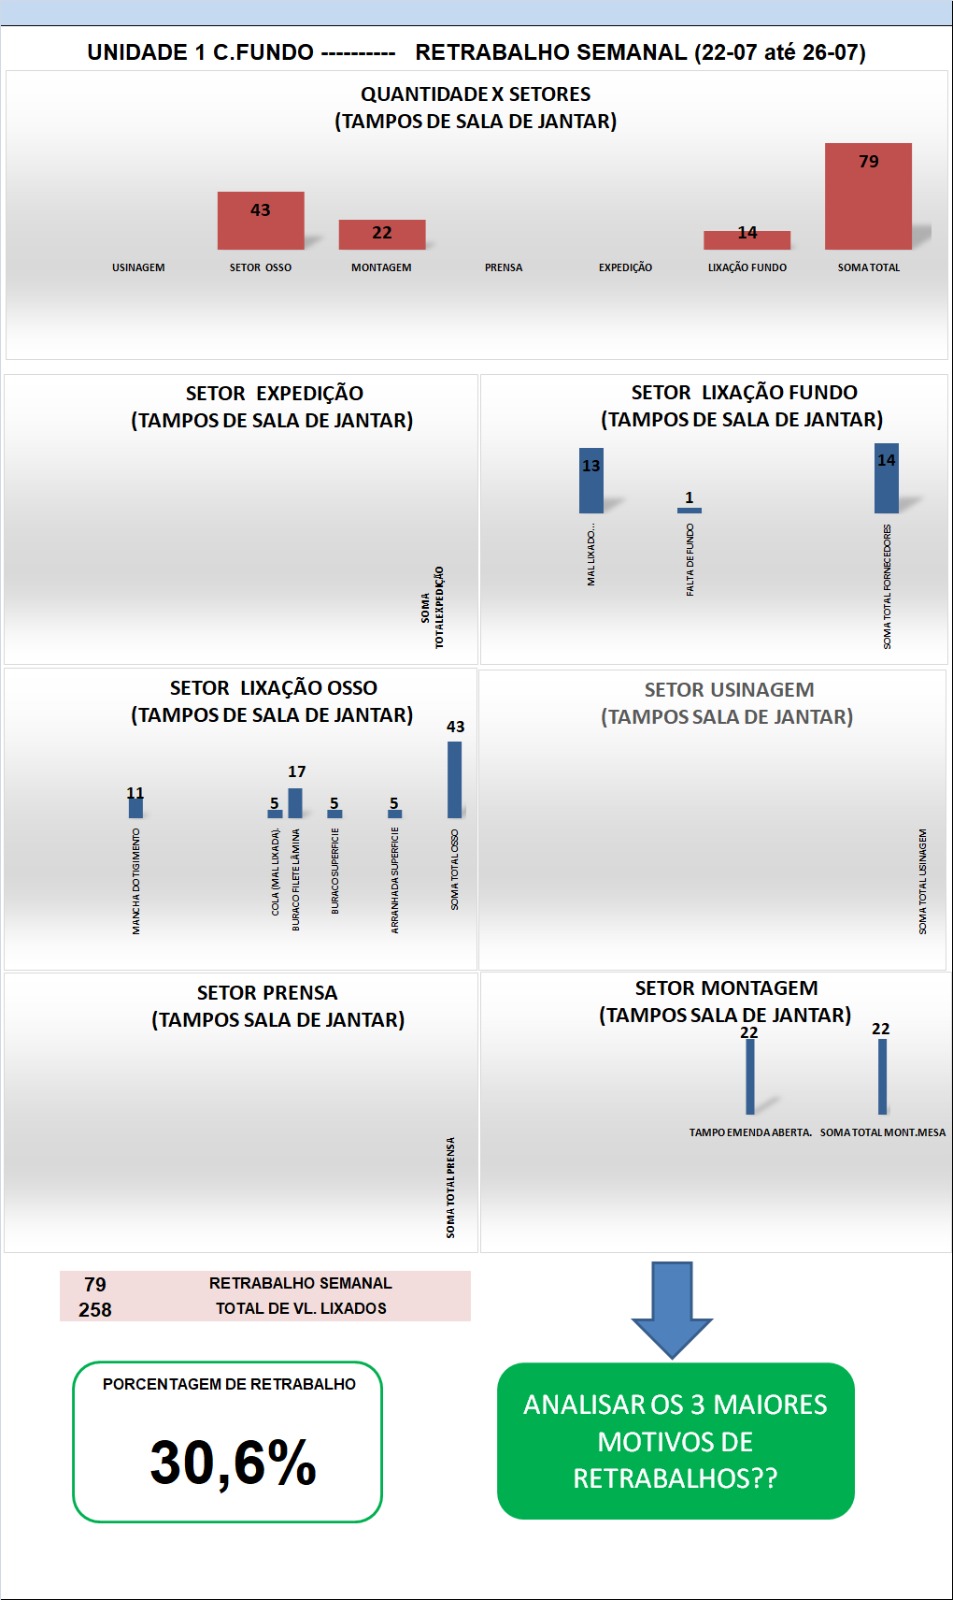 UNIDADE 1 C.FUNDO ---------- RETRABALHO SEMANAL (22-07 até 26-07)
QUANTIDADE X SETORES
(TAMPOS DE SALA DE JANTAR)
79
43
22
14
USINAGEM SETOR OSSO MONTAGEM PRENSA EXPEDIÇÃO LIXAÇÃO FUNDO SOMA TOTAL
SETOR EXPEDIÇÃO
(TAMPOS DE SALA DE JANTAR)
SOMA
TOTALEXPEDIÇÃO
SETOR LIXAÇÃO FUNDO
(TAMPOS DE SALA DE JANTAR)
13
1
14
MAL LIXADO...
FALTA DE FUNDO
SOMA TOTAL FORNECEDORES
SETOR LIXAÇÃO OSSO
(TAMPOS DE SALA DE JANTAR)
11
5
17
5
5
43
MANCHA DO TIGIMENTO
COLA (MAL LIXADA).
BURACO FILETE LÂMINA
BURACO SUPERFICIE
ARRANHADA SUPERFICIE
SOMA TOTAL OSSO
SETOR USINAGEM
(TAMPOS SALA DE JANTAR)
SOMA TOTAL USINAGEM
SETOR PRENSA
(TAMPOS SALA DE JANTAR)
SOMA TOTAL PRENSA
SETOR MONTAGEM
(TAMPOS SALA DE JANTAR)
22
22
TAMPO EMENDA ABERTA. SOMA TOTAL MONT.MESA
79 RETRABALHO SEMANAL
258 TOTAL DE VL. LIXADOS
PORCENTAGEM DE RETRABALHO
30,6%
ANALISAR OS 3 MAIORES
MOTIVOS DE
RETRABALHOS??